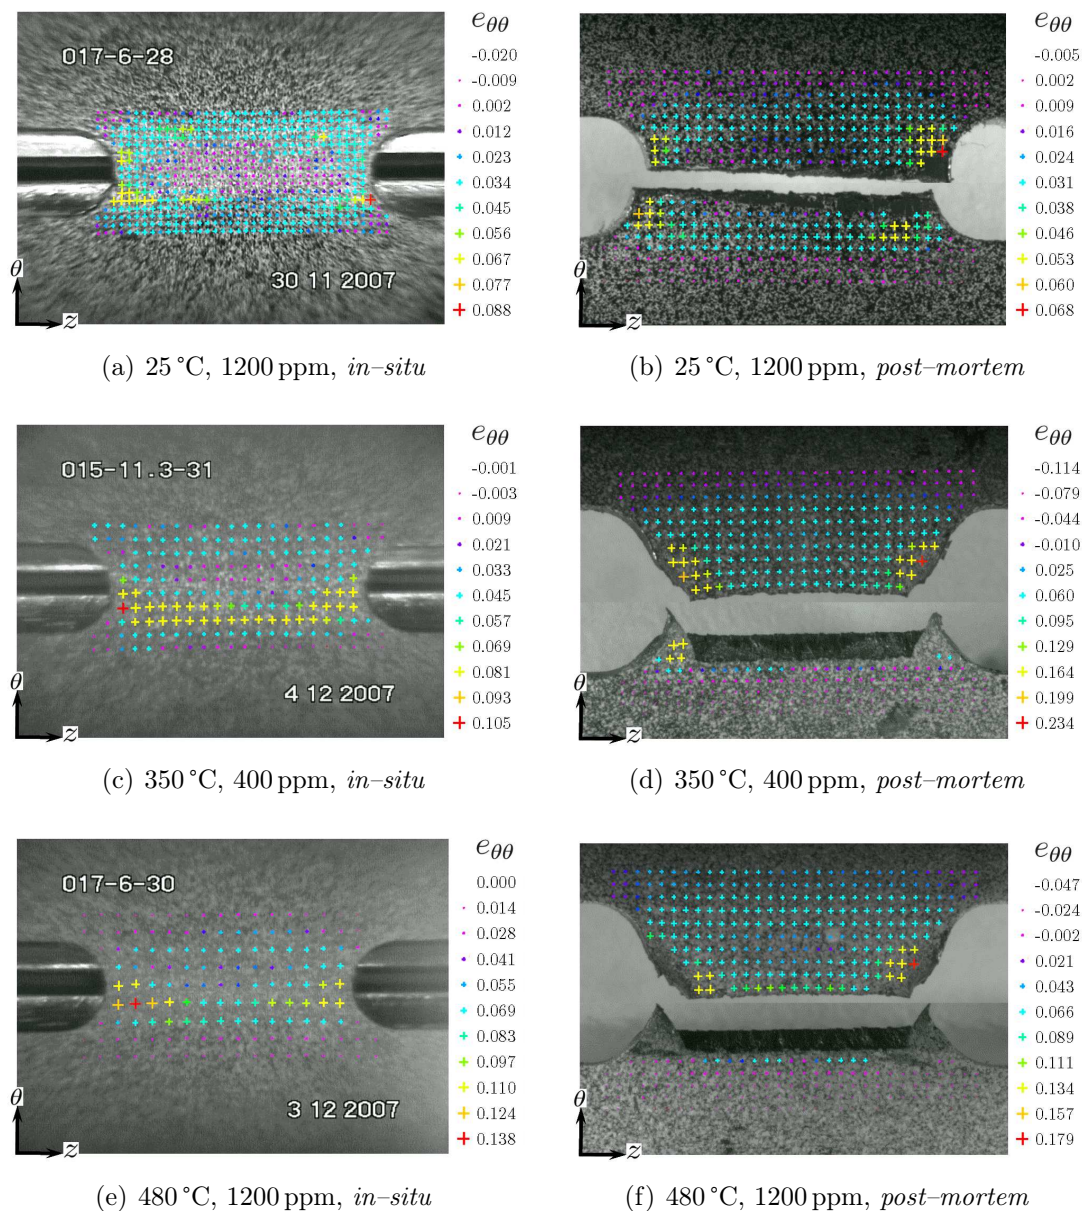 017-6-28
30 11 2007
θ
z
e_θθ
-0.020
-0.009
0.002
0.012
0.023
0.034
0.045
0.056
0.067
0.077
0.088
(a) 25 °C, 1200 ppm, in–situ
θ
z
e_θθ
-0.005
0.002
0.009
0.016
0.024
0.031
0.038
0.046
0.053
0.060
0.068
(b) 25 °C, 1200 ppm, post–mortem
015-11.3-31
4 12 2007
θ
z
e_θθ
-0.001
-0.003
0.009
0.021
0.033
0.045
0.057
0.069
0.081
0.093
0.105
(c) 350 °C, 400 ppm, in–situ
θ
z
e_θθ
-0.114
-0.079
-0.044
-0.010
0.025
0.060
0.095
0.129
0.164
0.199
0.234
(d) 350 °C, 400 ppm, post–mortem
017-6-30
3 12 2007
θ
z
e_θθ
0.000
0.014
0.028
0.041
0.055
0.069
0.083
0.097
0.110
0.124
0.138
(e) 480 °C, 1200 ppm, in–situ
θ
z
e_θθ
-0.047
-0.024
-0.002
0.021
0.043
0.066
0.089
0.111
0.134
0.157
0.179
(f) 480 °C, 1200 ppm, post–mortem